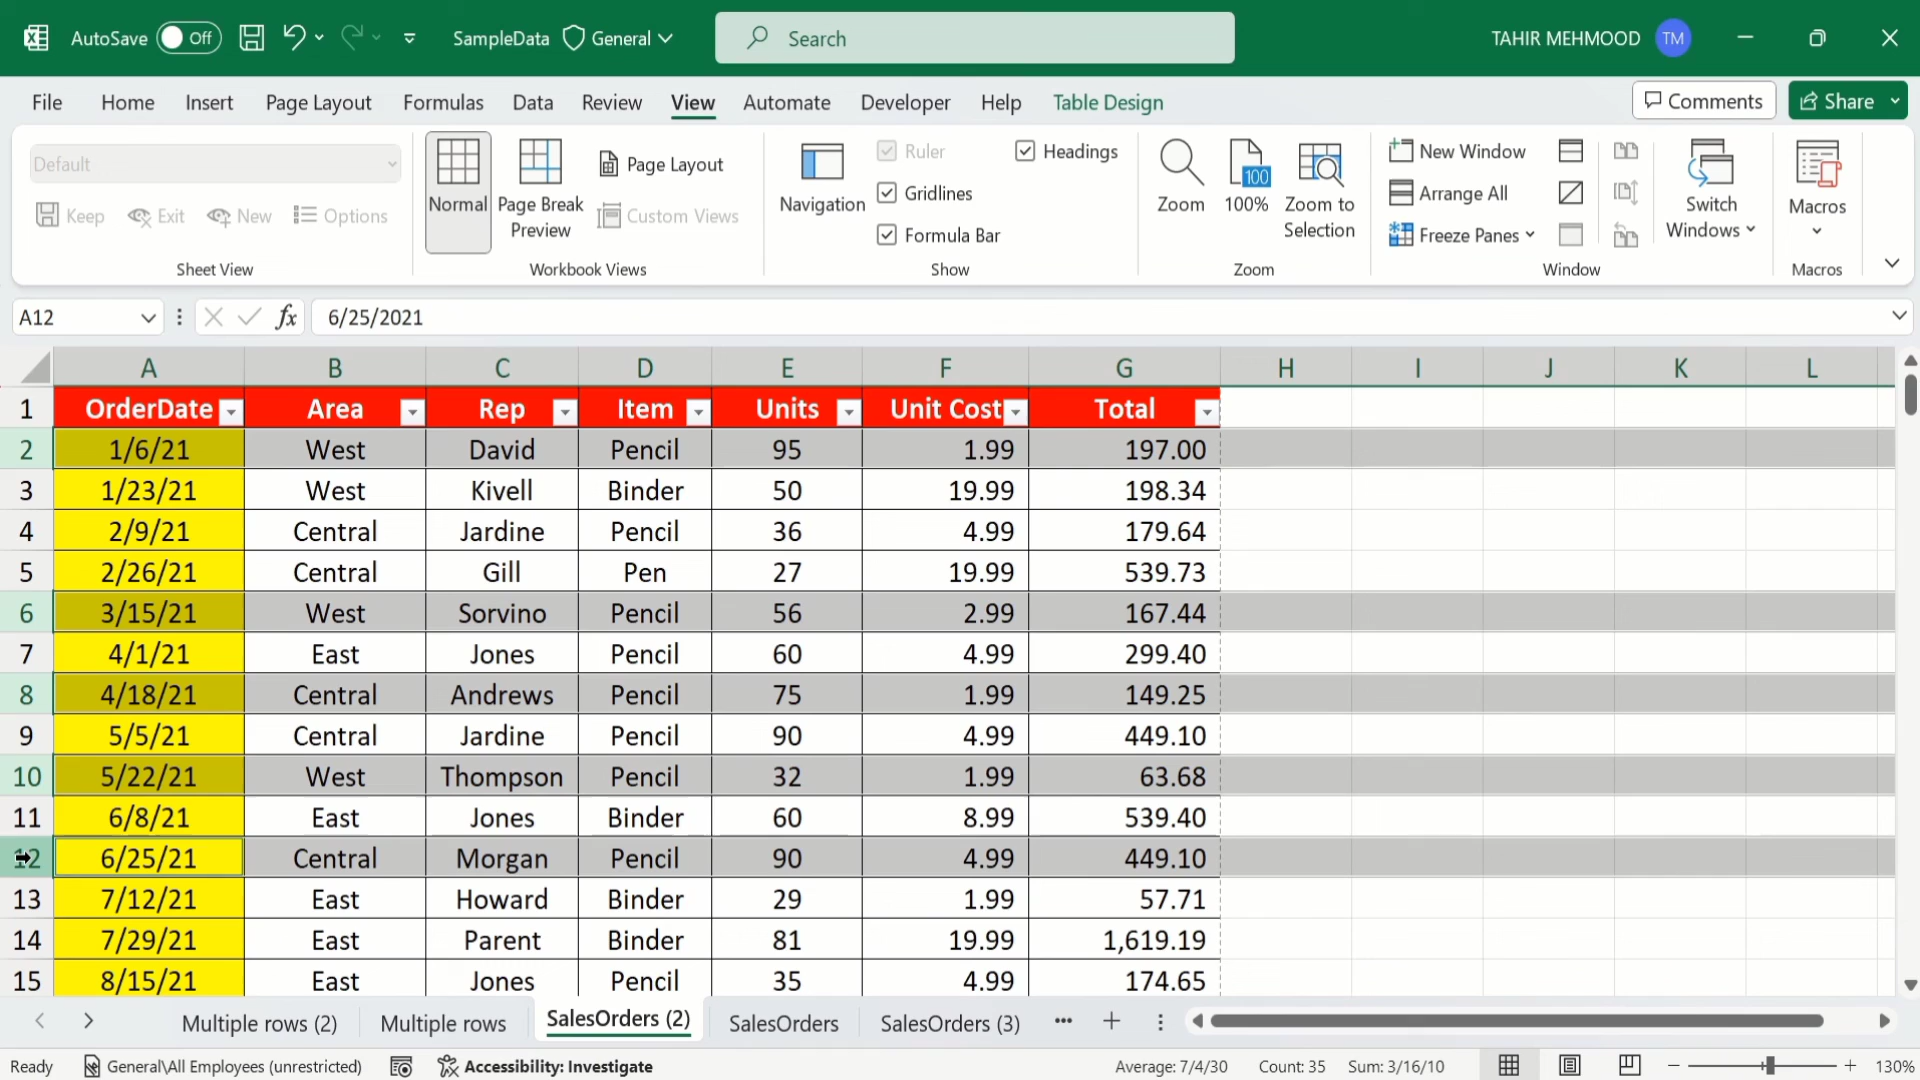 AutoSave Off SampleData General Search TAHIR MEHMOOD TM
File Home Insert Page Layout Formulas Data Review View Automate Developer Help Table Design Comments Share
Default
Keep Exit New Options
Sheet View
Normal
Page Break Preview
Page Layout
Custom Views
Workbook Views
Navigation
Ruler
Gridlines
Formula Bar
Headings
Show
Zoom
100
100%
Zoom to Selection
Zoom
New Window
Arrange All
Freeze Panes
Switch Windows
Window
Macros
Macros
A12 fx 6/25/2021
A B C D E F G H I J K L
1 OrderDate Area Rep Item Units Unit Cost Total
2 1/6/21 West David Pencil 95 1.99 197.00
3 1/23/21 West Kivell Binder 50 19.99 198.34
4 2/9/21 Central Jardine Pencil 36 4.99 179.64
5 2/26/21 Central Gill Pen 27 19.99 539.73
6 3/15/21 West Sorvino Pencil 56 2.99 167.44
7 4/1/21 East Jones Pencil 60 4.99 299.40
8 4/18/21 Central Andrews Pencil 75 1.99 149.25
9 5/5/21 Central Jardine Pencil 90 4.99 449.10
10 5/22/21 West Thompson Pencil 32 1.99 63.68
11 6/8/21 East Jones Binder 60 8.99 539.40
12 6/25/21 Central Morgan Pencil 90 4.99 449.10
13 7/12/21 East Howard Binder 29 1.99 57.71
14 7/29/21 East Parent Binder 81 19.99 1,619.19
15 8/15/21 East Jones Pencil 35 4.99 174.65
Multiple rows (2) Multiple rows SalesOrders (2) SalesOrders SalesOrders (3) ...
Ready General\All Employees (unrestricted) Accessibility: Investigate Average: 7/4/30 Count: 35 Sum: 3/16/10 130%